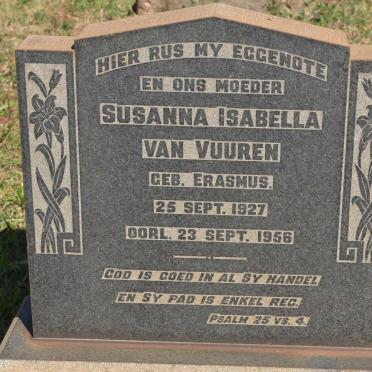 HIER RUS MY EGGENOTE
EN ONS MOEDER
SUSANNA ISABELLA
VAN VUUREN
GEB. ERASMUS.
25 SEPT. 1927
OORL. 23 SEPT. 1956
GOD IS GOED IN AL SY HANDEL
EN SY PAD IS ENKEL REG.
PSALM 25 VS. 4.